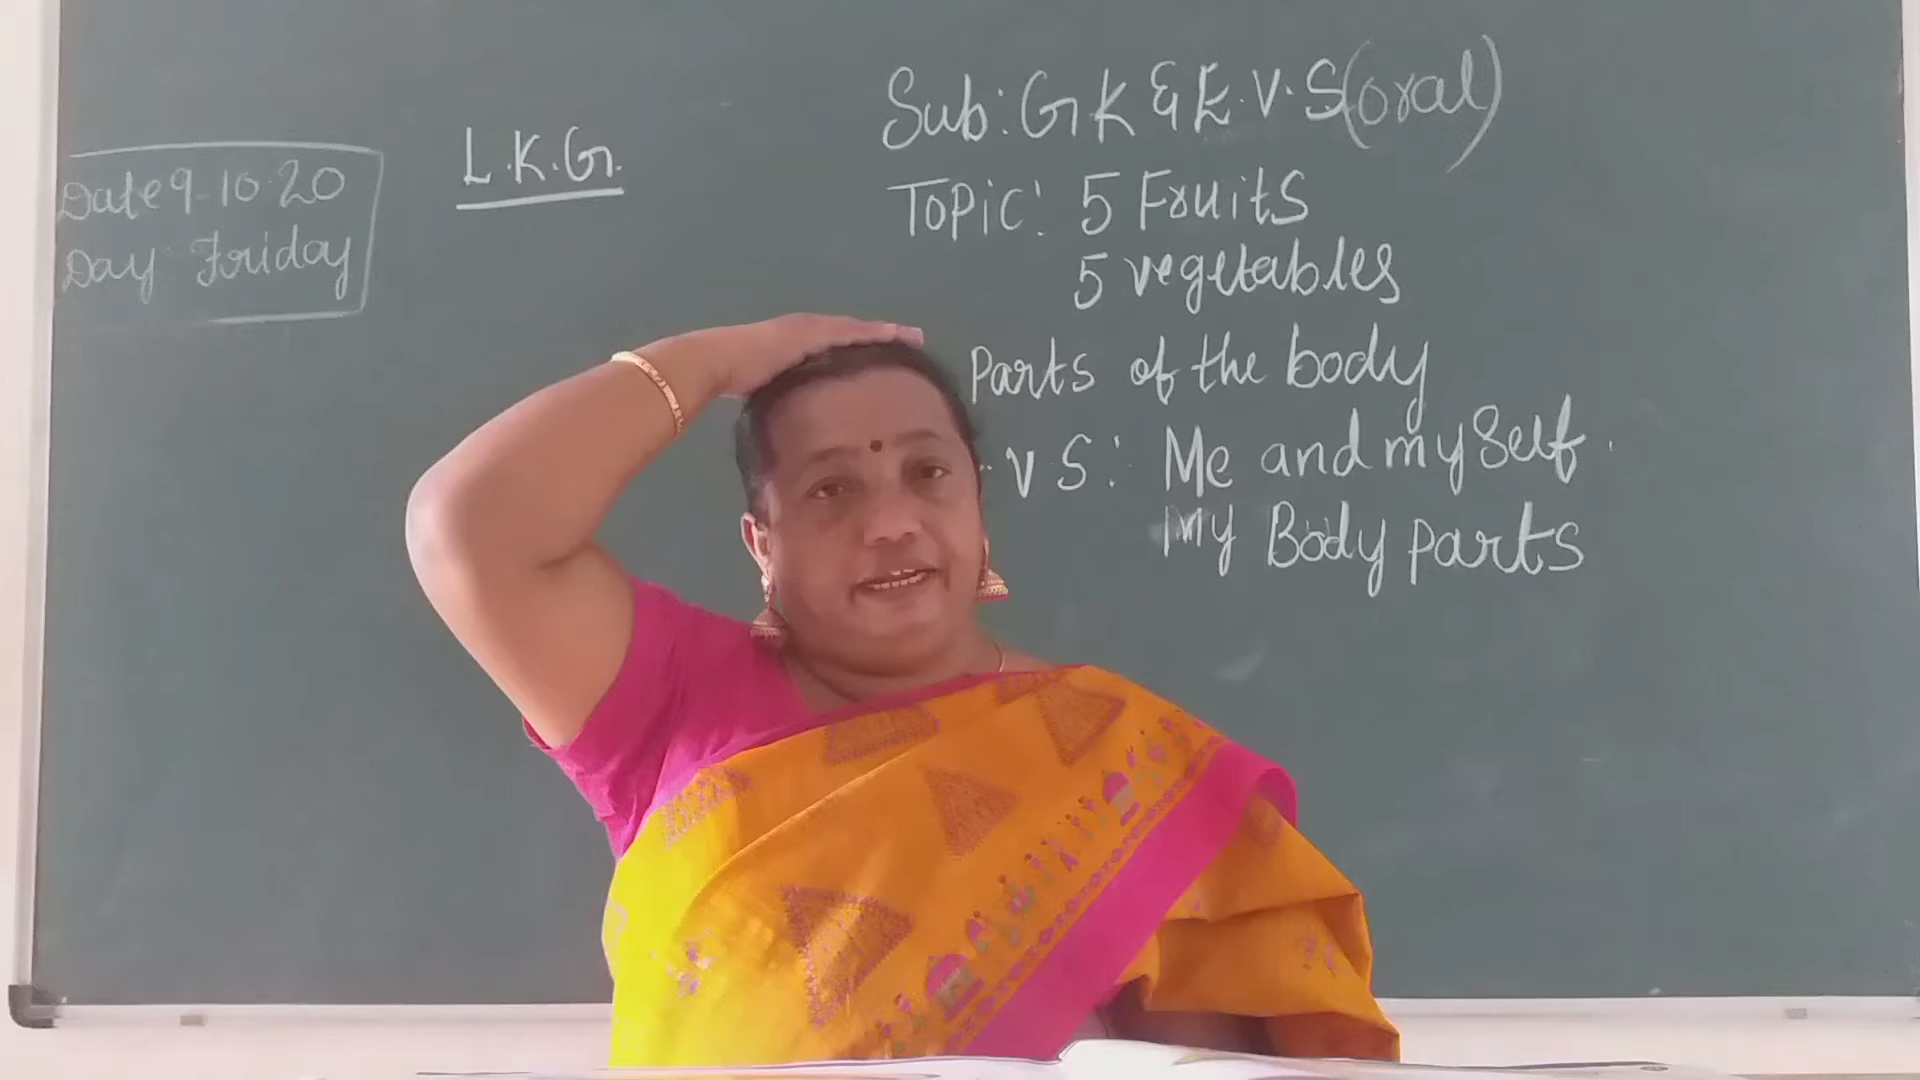 Date 9-10-20
Day: Friday
L.K.G.
Sub: G K & E.V.S (oral)
Topic: 5 Fruits
5 vegetables
Parts of the body
V S: Me and my Self.
My Body parts